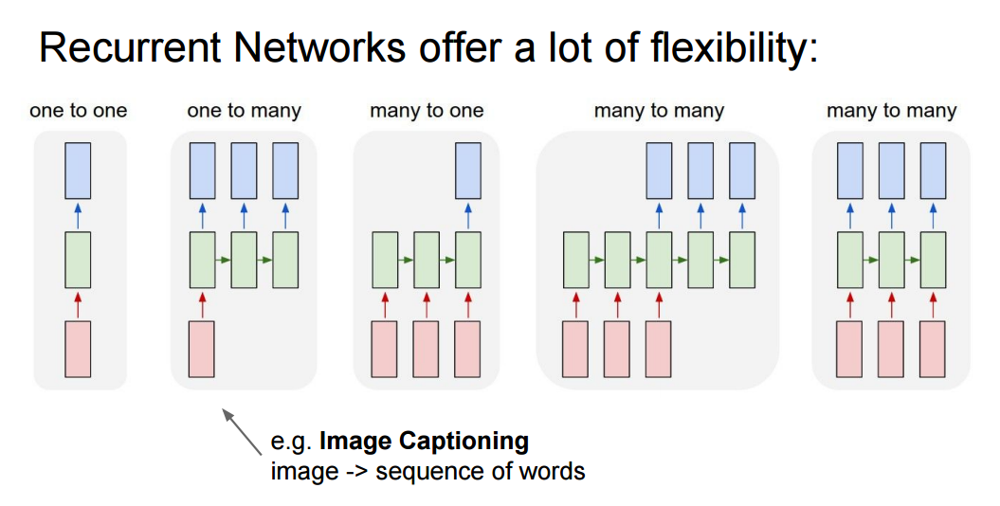 Recurrent Networks offer a lot of flexibility:
one to one
one to many
many to one
many to many
many to many
e.g. Image Captioning
image -> sequence of words